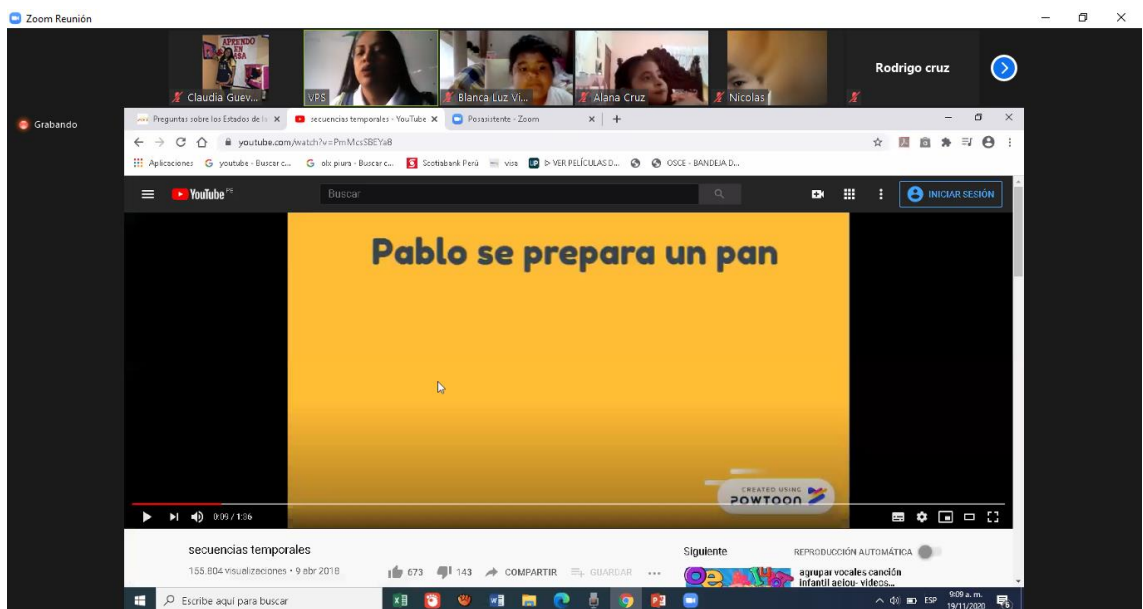 Zoom Reunión
APRENDO
EN
CASA
Claudia Guev...
VPS
Blanca Luz Vi...
Alana Cruz
Nicolas
Rodrigo cruz
Grabando
Preguntas sobre los Estados de la
secuencias temporales - YouTube
Posasistente - Zoom
youtube.com/watch?v=PmMcsSBEYa8
Aplicaciones
youtube - Buscar c...
olx piura - Buscar c...
Scotiabank Perú
visa
VER PELÍCULAS D...
OSCE - BANDEJA D...
YouTube PE
Buscar
INICIAR SESIÓN
Pablo se prepara un pan
CREATED USING
POWTOON
0:09 / 1:36
secuencias temporales
155.804 visualizaciones • 9 abr 2018
673
143
COMPARTIR
GUARDAR
Siguiente
REPRODUCCIÓN AUTOMÁTICA
agrupar vocales canción
infantil aeiou- videos...
Escribe aquí para buscar
ESP
9:09 a. m.
19/11/2020